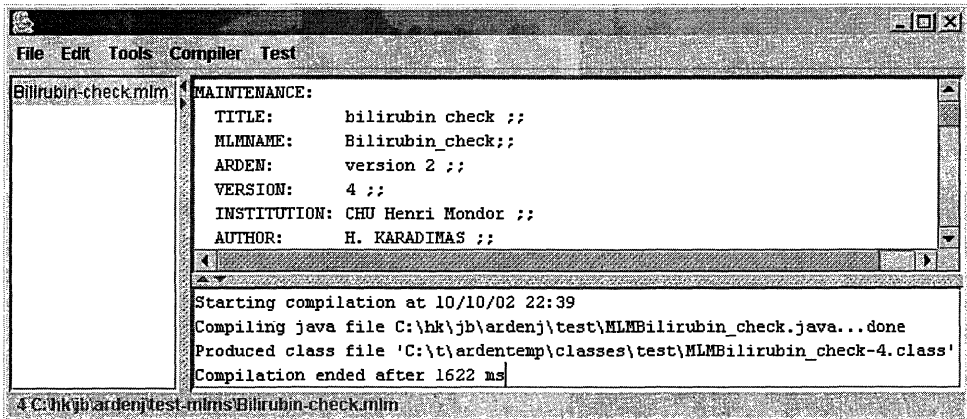 File Edit Tools Compiler Test
Bilirubin-check.mlm
MAINTENANCE:
TITLE: bilirubin check ;;
MLMNAME: Bilirubin_check;;
ARDEN: version 2 ;;
VERSION: 4 ;;
INSTITUTION: CHU Henri Mondor ;;
AUTHOR: H. KARADIMAS ;;
Starting compilation at 10/10/02 22:39
Compiling java file C:\hk\jb\ardenj\test\MLMBilirubin_check.java...done
Produced class file 'C:\t\ardentemp\classes\test\MLMBilirubin_check-4.class'
Compilation ended after 1622 ms
4 C:\hk\jb\ardenj\test-mlms\Bilirubin-check.mlm